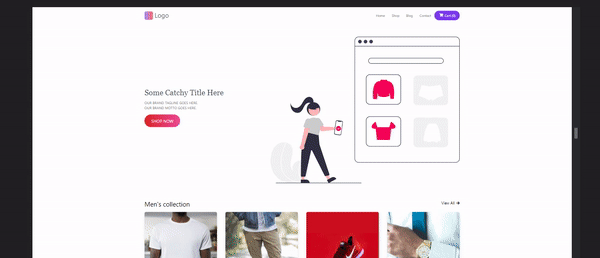 Logo
Home Shop Blog Contact Cart (0)
Some Catchy Title Here
OUR BRAND TAGLINE GOES HERE
OUR BRAND MOTTO GOES HERE
SHOP NOW
Men's collection
View All